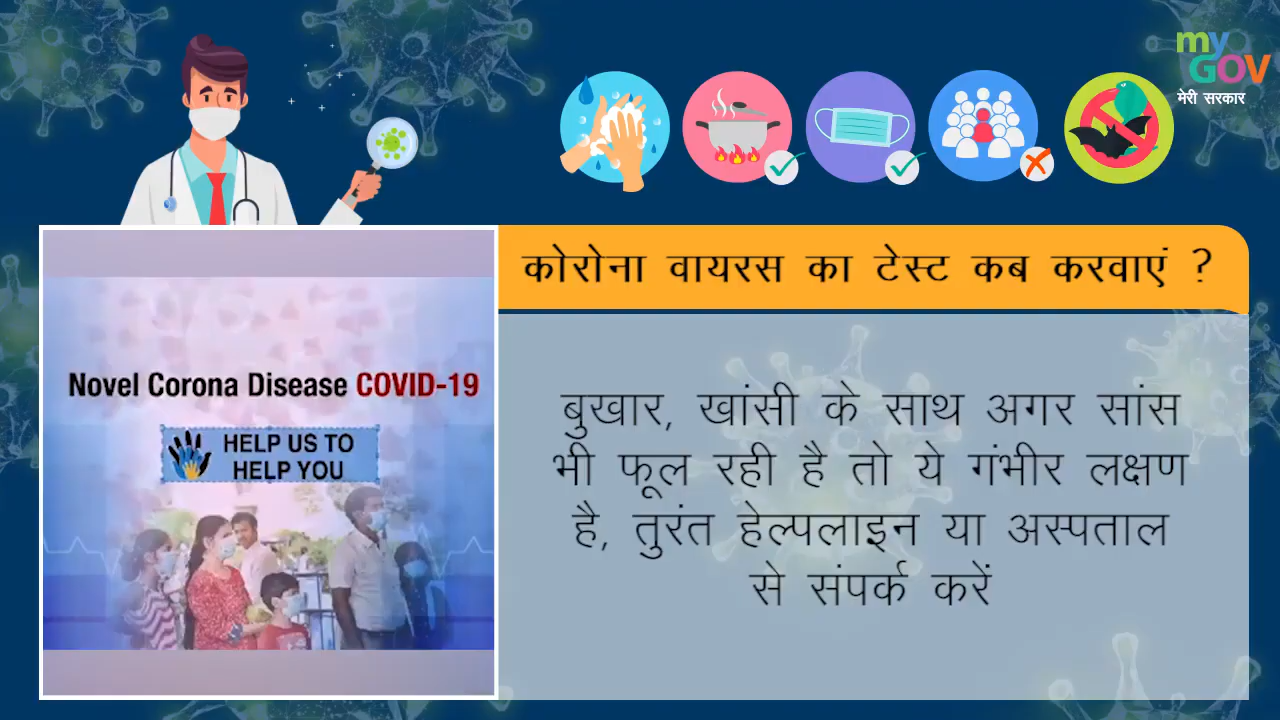 my
GOV
मेरी सरकार
कोरोना वायरस का टेस्ट कब करवाएं ?
Novel Corona Disease COVID-19
HELP US TO
HELP YOU
बुखार, खांसी के साथ अगर सांस
भी फूल रही है तो ये गंभीर लक्षण
है, तुरंत हेल्पलाइन या अस्पताल
से संपर्क करें